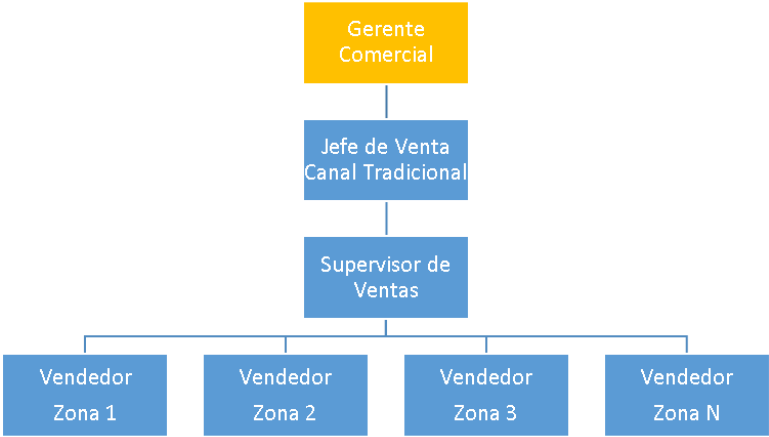 Gerente
Comercial
Jefe de Venta
Canal Tradicional
Supervisor de
Ventas
Vendedor
Zona 1
Vendedor
Zona 2
Vendedor
Zona 3
Vendedor
Zona N